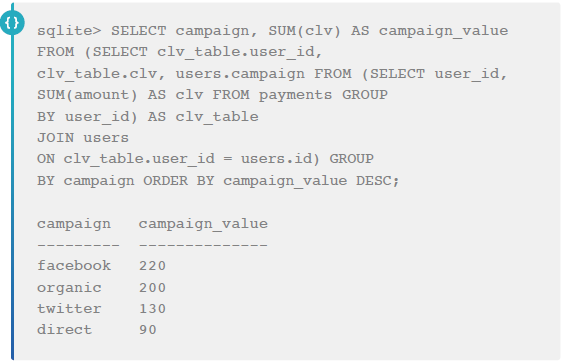 {}
sqlite> SELECT campaign, SUM(clv) AS campaign_value
FROM (SELECT clv_table.user_id,
clv_table.clv, users.campaign FROM (SELECT user_id,
SUM(amount) AS clv FROM payments GROUP
BY user_id) AS clv_table
JOIN users
ON clv_table.user_id = users.id) GROUP
BY campaign ORDER BY campaign_value DESC;
campaign campaign_value
--------- --------------
facebook 220
organic 200
twitter 130
direct 90